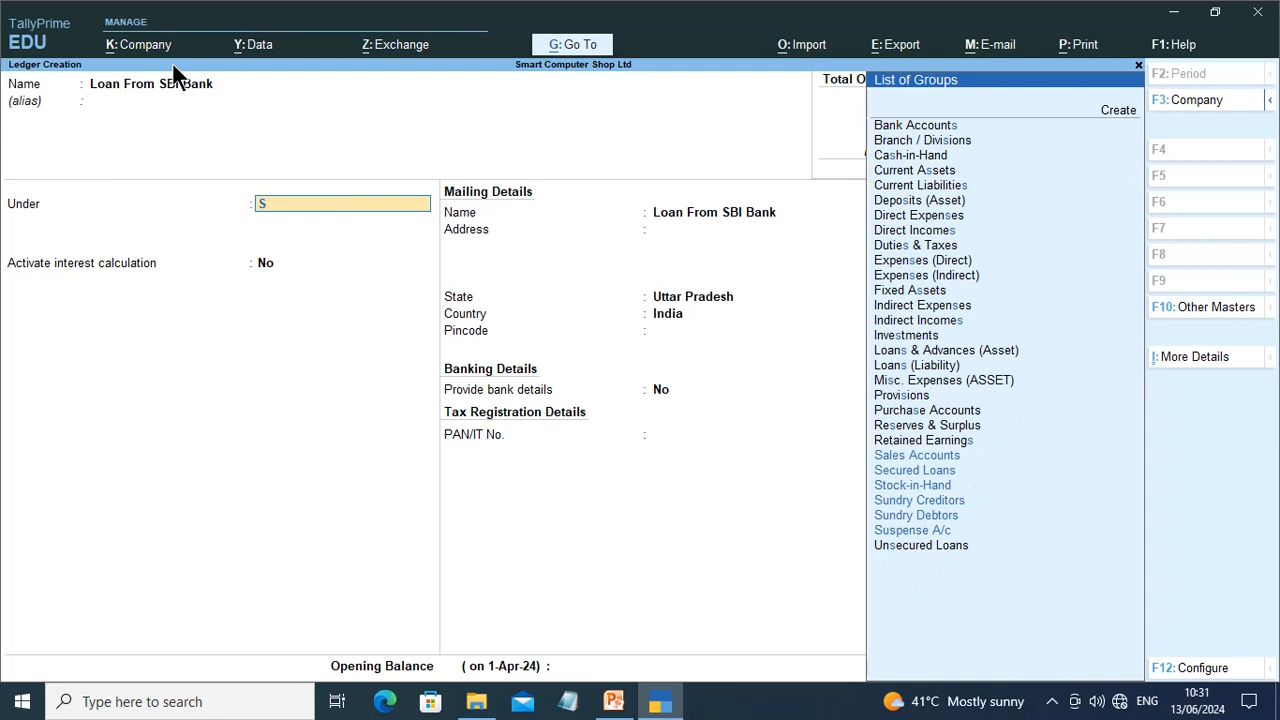 TallyPrime
EDU
MANAGE
K: Company
Y: Data
Z: Exchange
G: Go To
O: Import
E: Export
M: E-mail
P: Print
F1: Help
Ledger Creation
Smart Computer Shop Ltd
Name : Loan From SBI Bank
(alias) :
Total O
Under : S
Activate interest calculation : No
Mailing Details
Name : Loan From SBI Bank
Address :
State : Uttar Pradesh
Country : India
Pincode :
Banking Details
Provide bank details : No
Tax Registration Details
PAN/IT No. :
Opening Balance ( on 1-Apr-24) :
List of Groups
Create
Bank Accounts
Branch / Divisions
Cash-in-Hand
Current Assets
Current Liabilities
Deposits (Asset)
Direct Expenses
Direct Incomes
Duties & Taxes
Expenses (Direct)
Expenses (Indirect)
Fixed Assets
Indirect Expenses
Indirect Incomes
Investments
Loans & Advances (Asset)
Loans (Liability)
Misc. Expenses (ASSET)
Provisions
Purchase Accounts
Reserves & Surplus
Retained Earnings
Sales Accounts
Secured Loans
Stock-in-Hand
Sundry Creditors
Sundry Debtors
Suspense A/c
Unsecured Loans
F2: Period
F3: Company
F4
F5
F6
F7
F8
F9
F10: Other Masters
I: More Details
F12: Configure
Type here to search
41°C Mostly sunny
ENG
10:31
13/06/2024